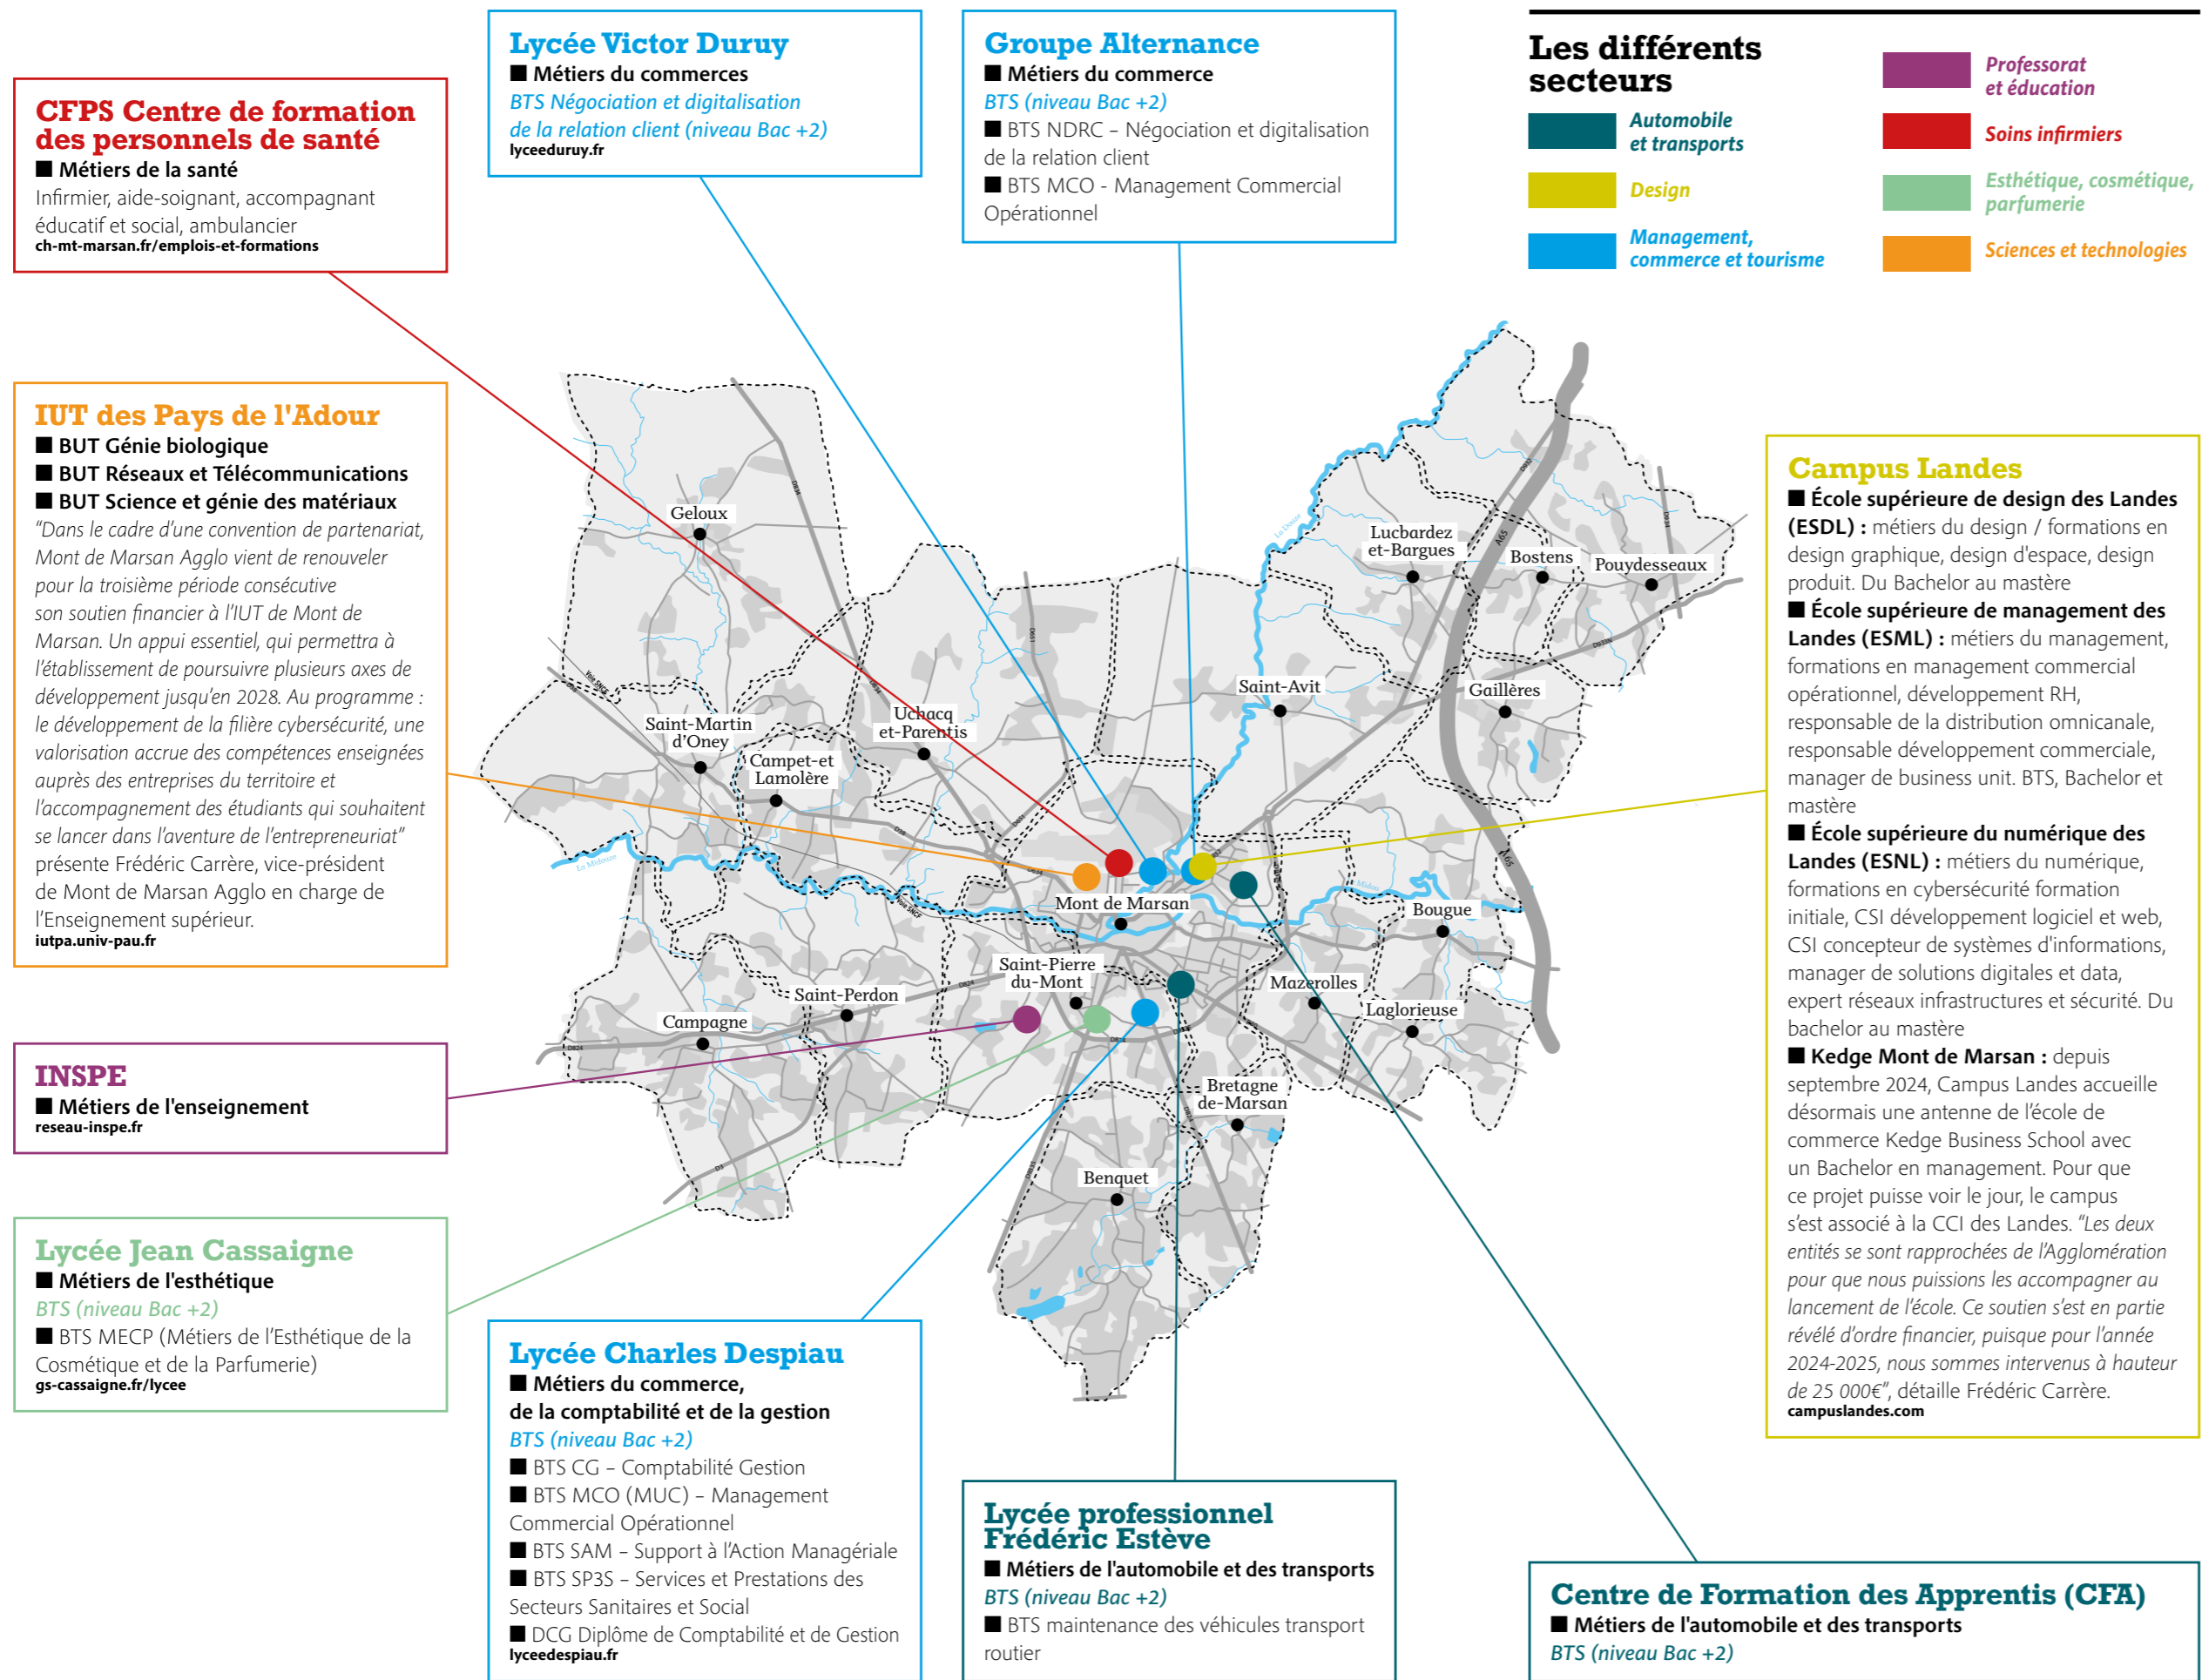 Lycée Victor Duruy
■ Métiers du commerces
BTS Négociation et digitalisation
de la relation client (niveau Bac +2)
lyceeduruy.fr
Groupe Alternance
■ Métiers du commerce
BTS (niveau Bac +2)
■ BTS NDRC – Négociation et digitalisation
de la relation client
■ BTS MCO - Management Commercial
Opérationnel
Les différents
secteurs
Automobile
et transports
Design
Management,
commerce et tourisme
Professorat
et éducation
Soins infirmiers
Esthétique, cosmétique,
parfumerie
Sciences et technologies
CFPS Centre de formation
des personnels de santé
■ Métiers de la santé
Infirmier, aide-soignant, accompagnant
éducatif et social, ambulancier
ch-mt-marsan.fr/emplois-et-formations
IUT des Pays de l'Adour
■ BUT Génie biologique
■ BUT Réseaux et Télécommunications
■ BUT Science et génie des matériaux
"Dans le cadre d'une convention de partenariat,
Mont de Marsan Agglo vient de renouveler
pour la troisième période consécutive
son soutien financier à l'IUT de Mont de
Marsan. Un appui essentiel, qui permettra à
l'établissement de poursuivre plusieurs axes de
développement jusqu'en 2028. Au programme :
le développement de la filière cybersécurité, une
valorisation accrue des compétences enseignées
auprès des entreprises du territoire et
l'accompagnement des étudiants qui souhaitent
se lancer dans l'aventure de l'entrepreneuriat"
présente Frédéric Carrère, vice-président
de Mont de Marsan Agglo en charge de
l'Enseignement supérieur.
iutpa.univ-pau.fr
INSPE
■ Métiers de l'enseignement
reseau-inspe.fr
Lycée Jean Cassaigne
■ Métiers de l'esthétique
BTS (niveau Bac +2)
■ BTS MECP (Métiers de l'Esthétique de la
Cosmétique et de la Parfumerie)
gs-cassaigne.fr/lycee
Geloux
D834
Lucbardez
et-Bargues
Bostens
Pouydesseaux
La Douze
D932
A65
D934
D933N
D651
Saint-Avit
Gaillères
Voie SNCF
D38
D834
Saint-Martin
d'Oney
Uchacq
et-Parentis
Campet-et
Lamolère
D38
D651
D634
La Midouze
Voie SNCF
Mont de Marsan
Midou
A65
Bougue
Saint-Pierre
du-Mont
Mazerolles
Saint-Perdon
D824
Laglorieuse
Campagne
D824
D824
Bretagne
de-Marsan
D3
Benquet
Campus Landes
■ École supérieure de design des Landes
(ESDL) : métiers du design / formations en
design graphique, design d'espace, design
produit. Du Bachelor au mastère
■ École supérieure de management des
Landes (ESML) : métiers du management,
formations en management commercial
opérationnel, développement RH,
responsable de la distribution omnicanale,
responsable développement commerciale,
manager de business unit. BTS, Bachelor et
mastère
■ École supérieure du numérique des
Landes (ESNL) : métiers du numérique,
formations en cybersécurité formation
initiale, CSI développement logiciel et web,
CSI concepteur de systèmes d'informations,
manager de solutions digitales et data,
expert réseaux infrastructures et sécurité. Du
bachelor au mastère
■ Kedge Mont de Marsan : depuis
septembre 2024, Campus Landes accueille
désormais une antenne de l'école de
commerce Kedge Business School avec
un Bachelor en management. Pour que
ce projet puisse voir le jour, le campus
s'est associé à la CCI des Landes. "Les deux
entités se sont rapprochées de l'Agglomération
pour que nous puissions les accompagner au
lancement de l'école. Ce soutien s'est en partie
révélé d'ordre financier, puisque pour l'année
2024-2025, nous sommes intervenus à hauteur
de 25 000€", détaille Frédéric Carrère.
campuslandes.com
Lycée Charles Despiau
■ Métiers du commerce,
de la comptabilité et de la gestion
BTS (niveau Bac +2)
■ BTS CG – Comptabilité Gestion
■ BTS MCO (MUC) – Management
Commercial Opérationnel
■ BTS SAM – Support à l'Action Managériale
■ BTS SP3S – Services et Prestations des
Secteurs Sanitaires et Social
■ DCG Diplôme de Comptabilité et de Gestion
lyceedespiau.fr
Lycée professionnel
Frédéric Estève
■ Métiers de l'automobile et des transports
BTS (niveau Bac +2)
■ BTS maintenance des véhicules transport
routier
Centre de Formation des Apprentis (CFA)
■ Métiers de l'automobile et des transports
BTS (niveau Bac +2)